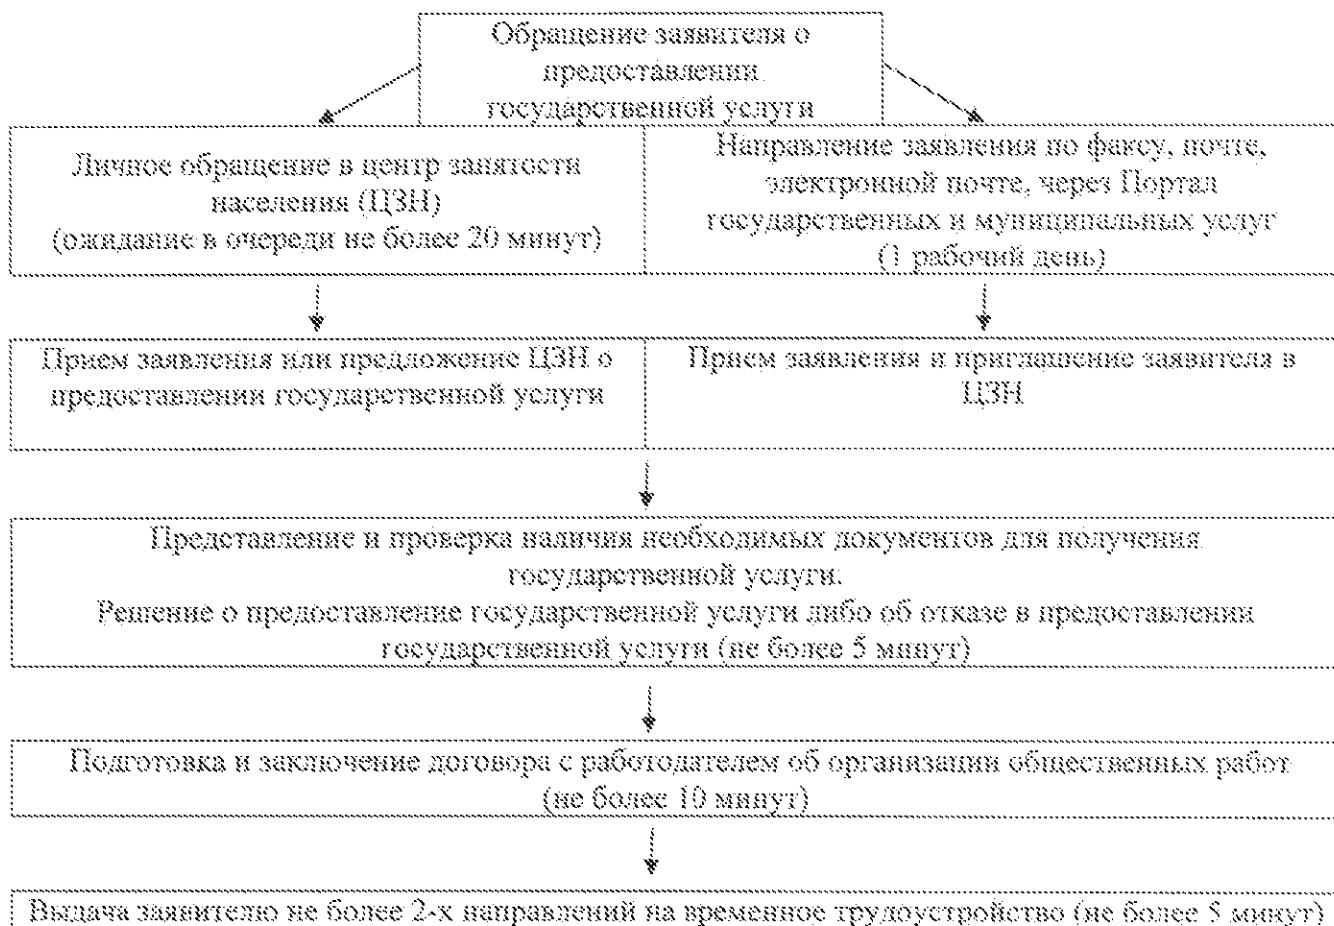 Обращение заявителя о
предоставлении
государственной услуги
Личное обращение в центр занятости
населения (ЦЗН)
(ожидание в очереди не более 20 минут)
Направление заявления по факсу, почте,
электронной почте, через Портал
государственных и муниципальных услуг
(1 рабочий день)
Прием заявления или предложение ЦЗН о
предоставлении государственной услуги
Прием заявления и приглашение заявителя в
ЦЗН
Представление и проверка наличия необходимых документов для получения
государственной услуги.
Решение о предоставление государственной услуги либо об отказе в предоставлении
государственной услуги (не более 5 минут)
Подготовка и заключение договора с работодателем об организации общественных работ
(не более 10 минут)
Выдача заявителю не более 2-х направлений на временное трудоустройство (не более 5 минут)